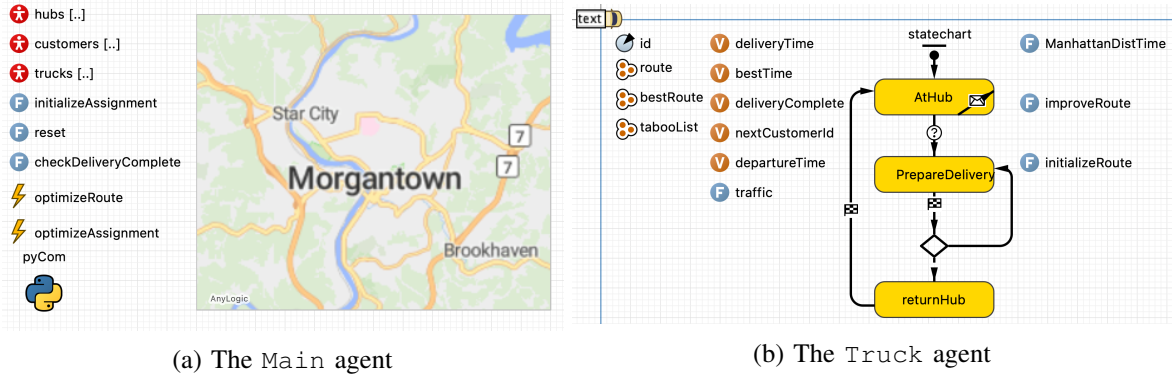 hubs [..]
customers [..]
trucks [..]
F initializeAssignment
F reset
F checkDeliveryComplete
optimizeRoute
optimizeAssignment
pyCom
Star City
7
7
Morgantown
Brookhaven
AnyLogic
(a) The Main agent
text
id
route
bestRoute
tabooList
V deliveryTime
V bestTime
V deliveryComplete
V nextCustomerId
V departureTime
F traffic
statechart
AtHub
?
PrepareDelivery
returnHub
F ManhattanDistTime
F improveRoute
F initializeRoute
(b) The Truck agent